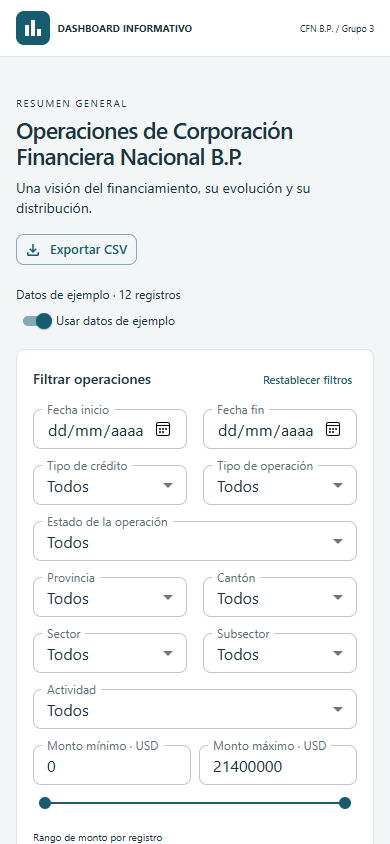 DASHBOARD INFORMATIVO
CFN B.P. / Grupo 3
RESUMEN GENERAL
Operaciones de Corporación
Financiera Nacional B.P.
Una visión del financiamiento, su evolución y su
distribución.
Exportar CSV
Datos de ejemplo · 12 registros
Usar datos de ejemplo
Filtrar operaciones
Restablecer filtros
Fecha inicio
dd/mm/aaaa
Fecha fin
dd/mm/aaaa
Tipo de crédito
Todos
Tipo de operación
Todos
Estado de la operación
Todos
Provincia
Todos
Cantón
Todos
Sector
Todos
Subsector
Todos
Actividad
Todos
Monto mínimo · USD
0
Monto máximo · USD
21400000
Rango de monto por registro